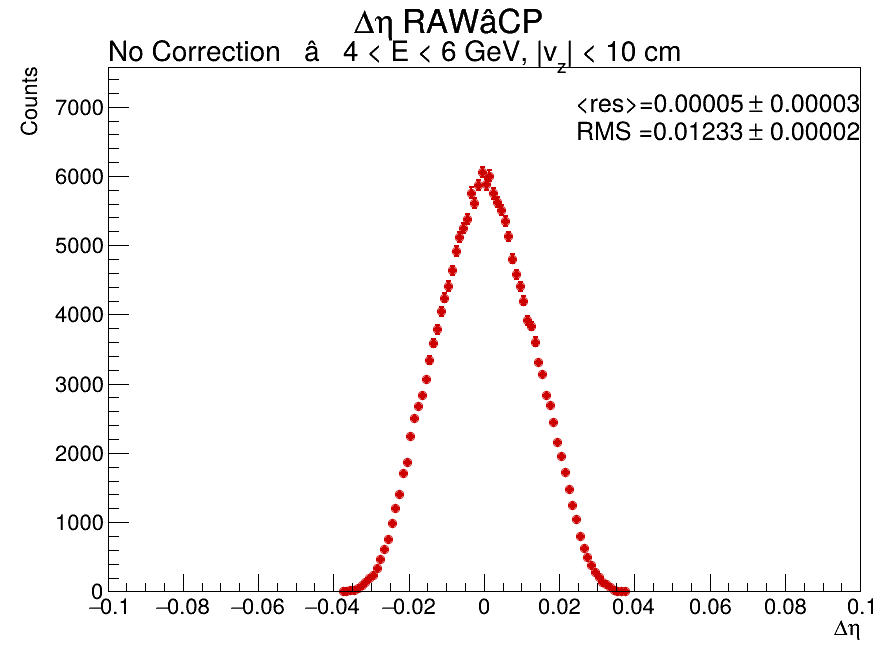 Δη RAWâCP
No Correction â 4 < E < 6 GeV, |v_z| < 10 cm
Counts
<res>=0.00005 ± 0.00003
RMS =0.01233 ± 0.00002
7000
6000
5000
4000
3000
2000
1000
0
−0.1 −0.08 −0.06 −0.04 −0.02 0 0.02 0.04 0.06 0.08 0.1
Δη